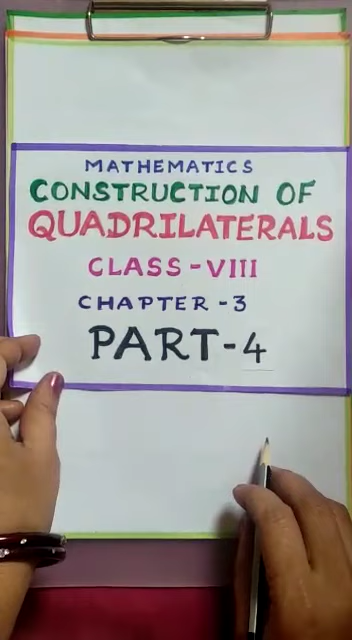 MATHEMATICS
CONSTRUCTION OF
QUADRILATERALS
CLASS-VIII
CHAPTER-3
PART-4